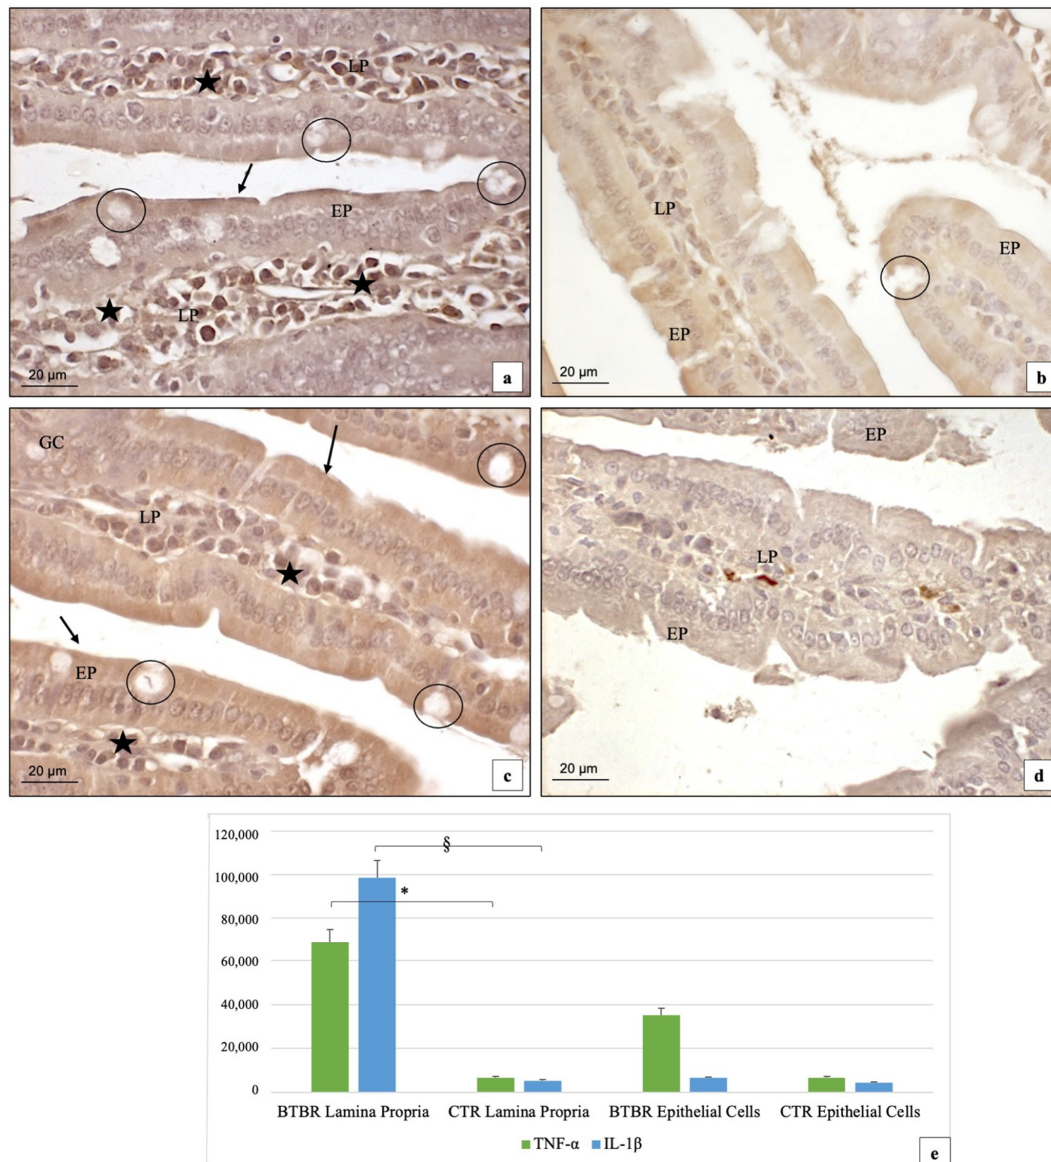 LP
EP
LP
20 µm
a
LP
EP
EP
20 µm
b
GC
LP
EP
20 µm
c
EP
LP
EP
20 µm
d
120,000
§
100,000
*
80,000
60,000
40,000
20,000
0
BTBR Lamina Propria CTR Lamina Propria BTBR Epithelial Cells CTR Epithelial Cells
TNF-α IL-1β
e